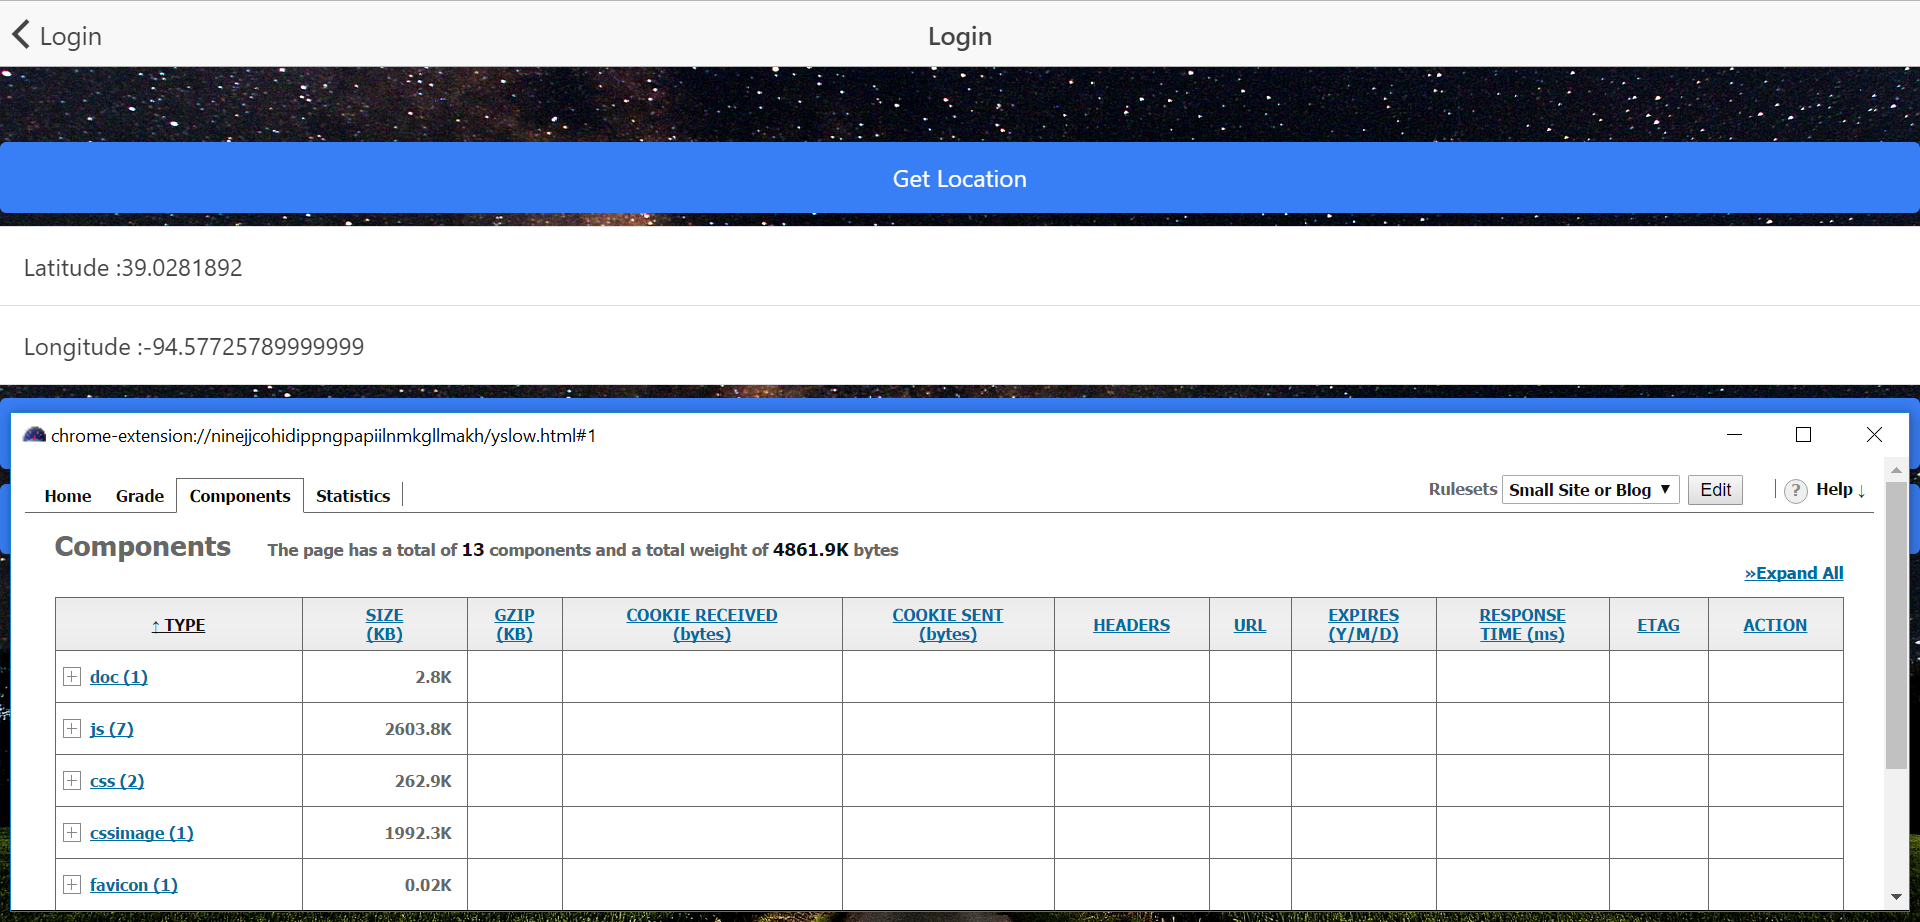 Login
Login
Get Location
Latitude :39.0281892
Longitude :-94.57725789999999
chrome-extension://ninejjcohidippngpapiilnmkgllmakh/yslow.html#1
Home Grade Components Statistics Rulesets Small Site or Blog ▼ Edit | ? Help ↓
Components The page has a total of 13 components and a total weight of 4861.9K bytes
»Expand All
↑ TYPE SIZE (KB) GZIP (KB) COOKIE RECEIVED (bytes) COOKIE SENT (bytes) HEADERS URL EXPIRES (Y/M/D) RESPONSE TIME (ms) ETAG ACTION
doc (1) 2.8K
js (7) 2603.8K
css (2) 262.9K
cssimage (1) 1992.3K
favicon (1) 0.02K